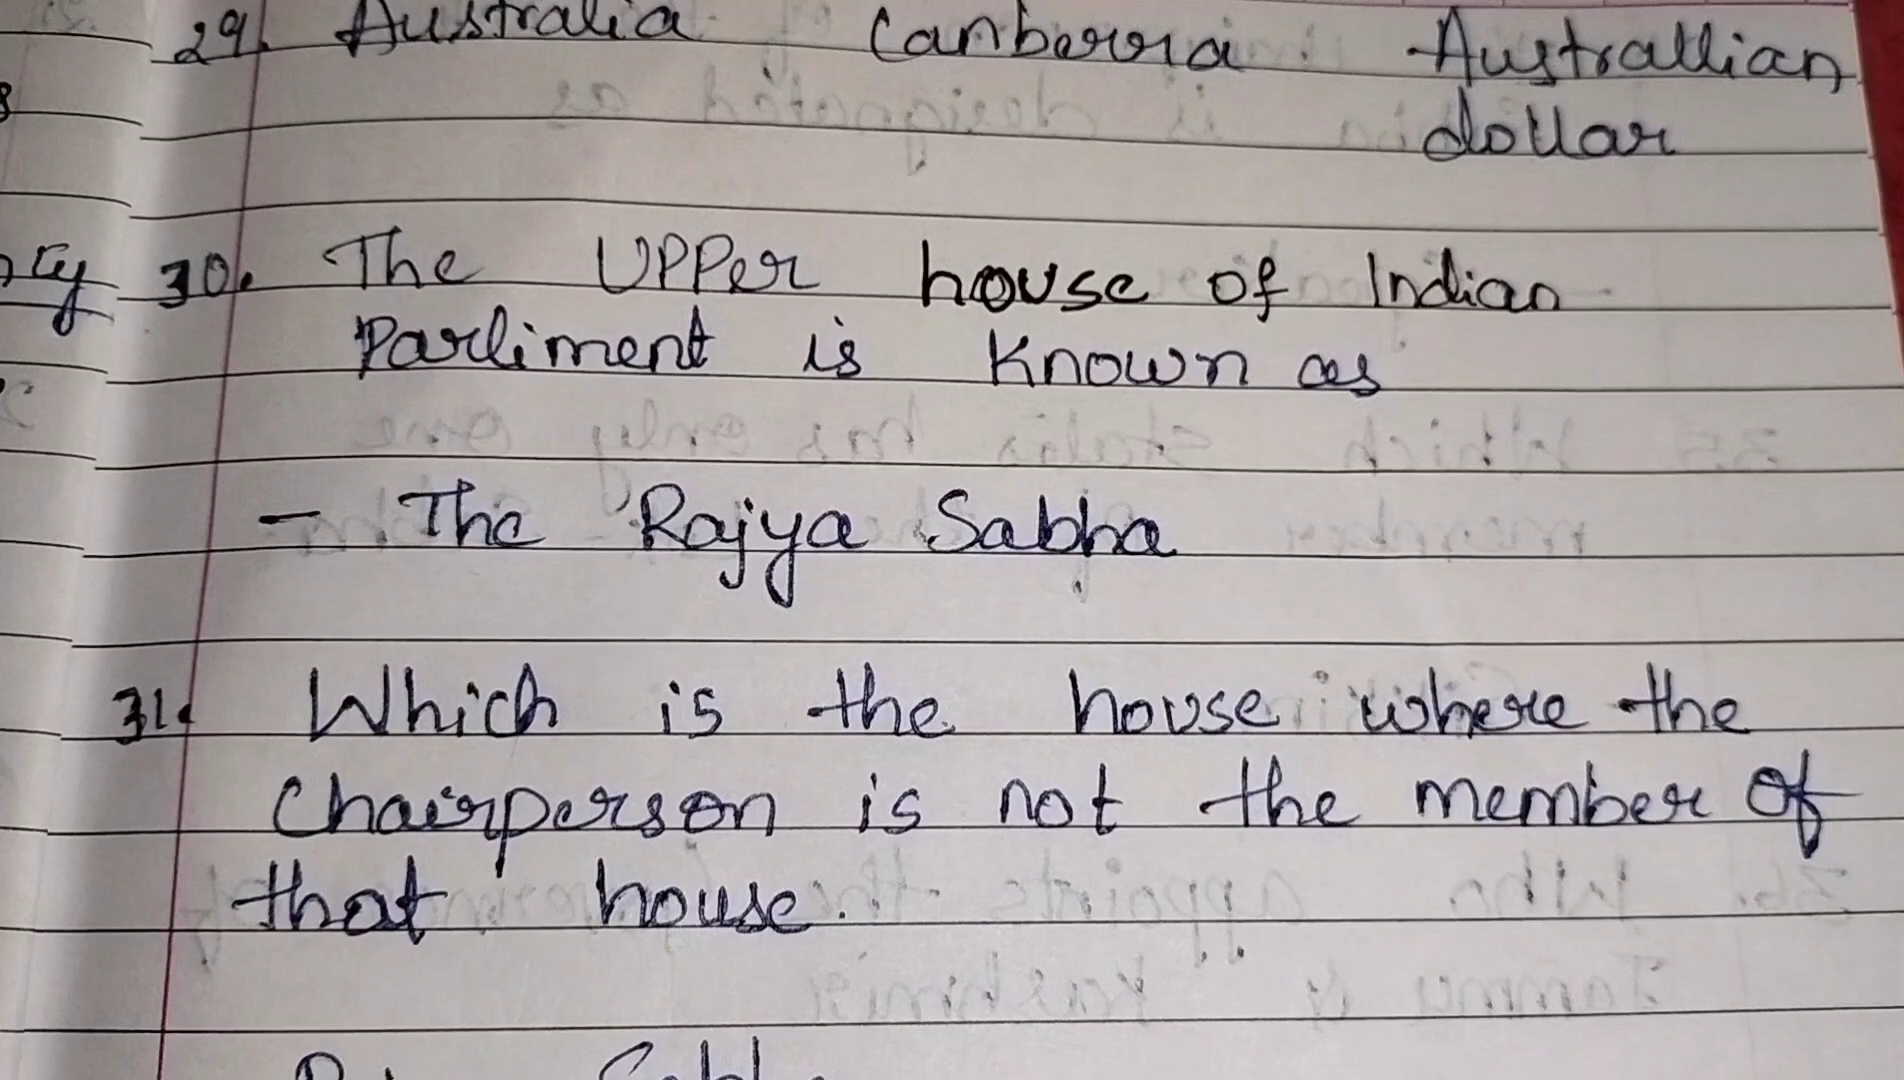 29. Australia Canberra Australlian
dollar
30. The UPPer house of Indian
Parliment is Known as
- The Rajya Sabha
31. Which is the house where the
Chairperson is not the member of
that house.